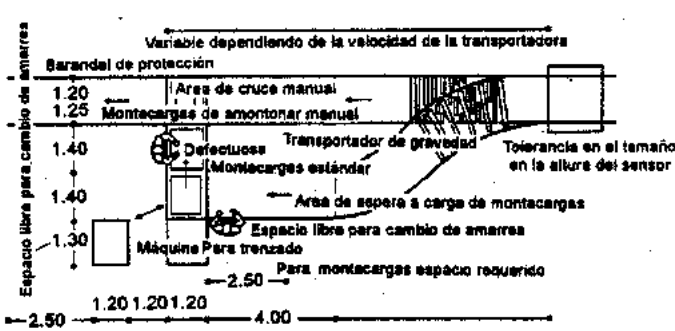 Variable dependiendo de la velocidad de la transportadora
Barandel de protección
Espacio libre para cambio de amarres
1.20
Area de cruce manual
1.25
Montacargas de amontonar manual
1.40
Defectuosa
Transportador de gravedad
Tolerancia en el tamaño
en la altura del sensor
Montacargas estándar
1.40
Area de espera a carga de montacargas
Espacio libre para cambio de amarrea
1.30
Máquine Para trenzado
Para montacargas espacio requerido
2.50
1.20 1.20 1.20
2.50
4.00